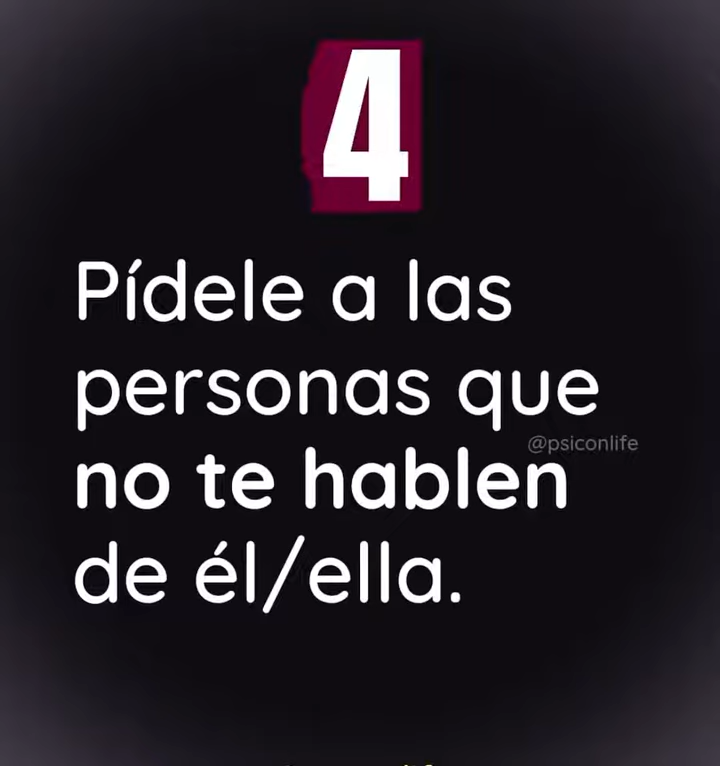 4
Pídele a las
personas que
@psiconlife
no te hablen
de él/ella.